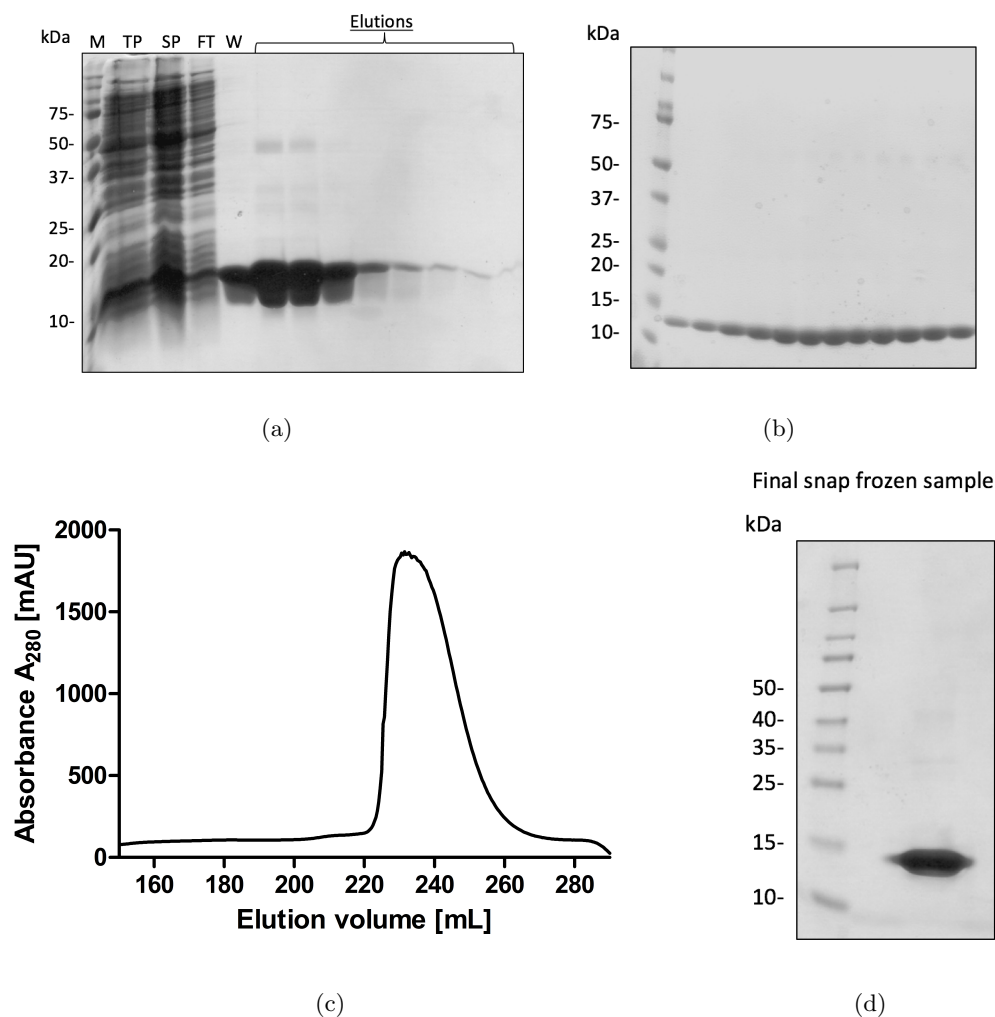 Elutions
kDa M TP SP FT W
75-
50-
37-
25-
20-
10-
(a)
kDa
75-
50-
37-
25-
20-
15-
10-
(b)
2000
1500
1000
500
0
Absorbance A280 [mAU]
160 180 200 220 240 260 280
Elution volume [mL]
(c)
Final snap frozen sample
kDa
50-
40-
35-
25-
15-
10-
(d)